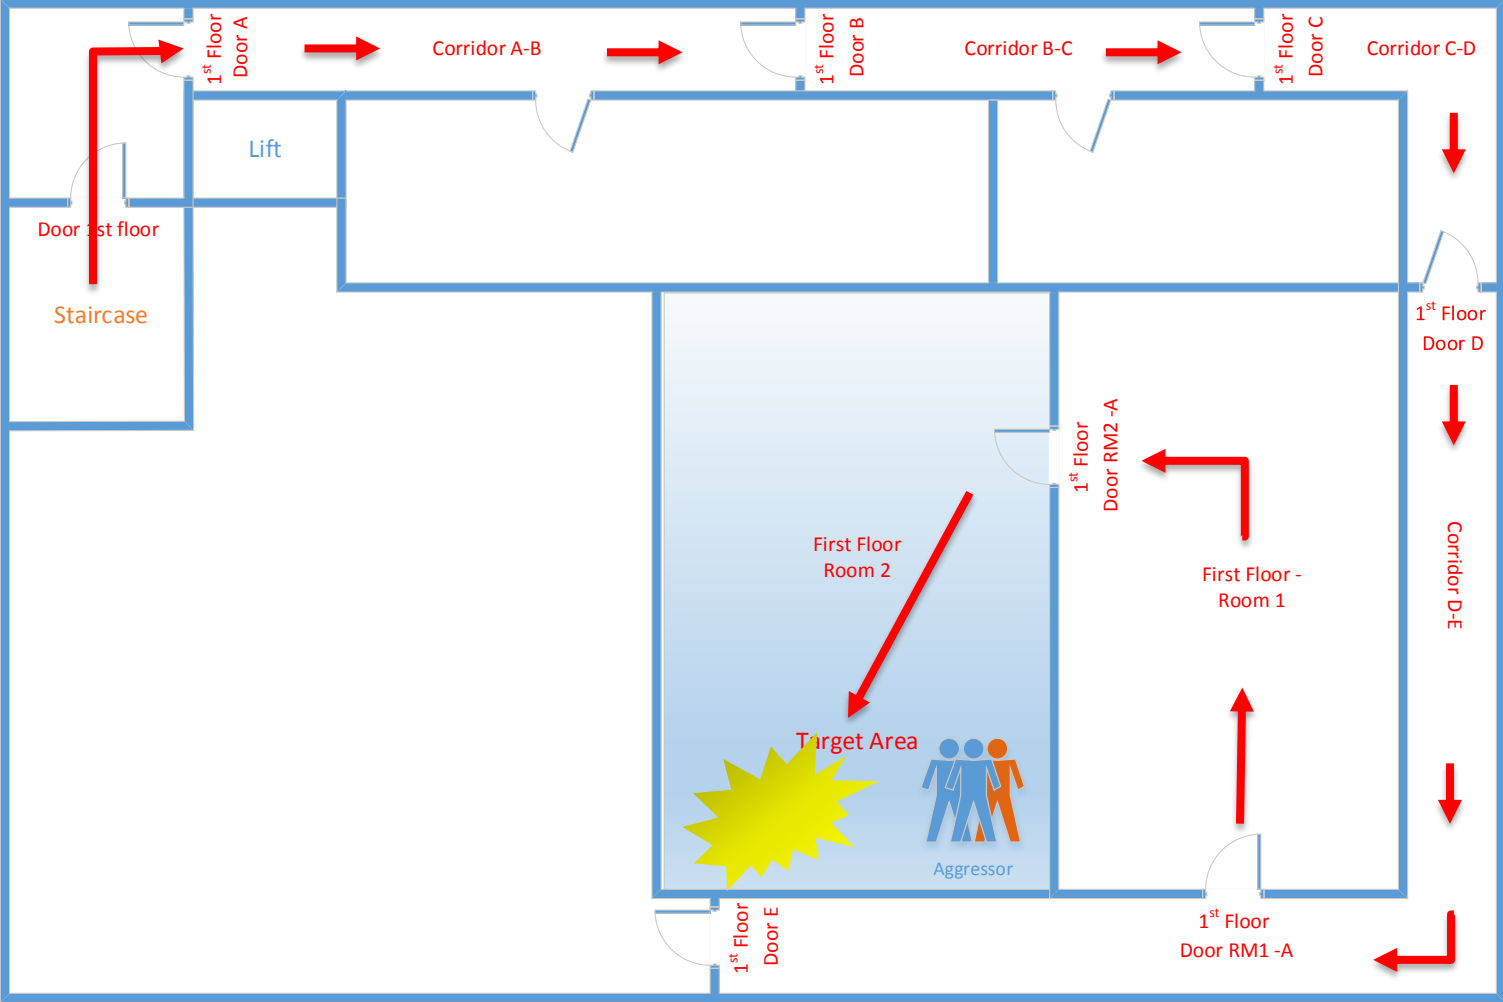 1st Floor
Door A
Corridor A-B
1st Floor
Door B
Corridor B-C
1st Floor
Door C
Corridor C-D
Lift
Door 1st floor
Staircase
1st Floor
Door D
1st Floor
Door RM2 -A
First Floor
Room 2
First Floor -
Room 1
Corridor D-E
Target Area
Aggressor
1st Floor
Door E
1st Floor
Door RM1 -A